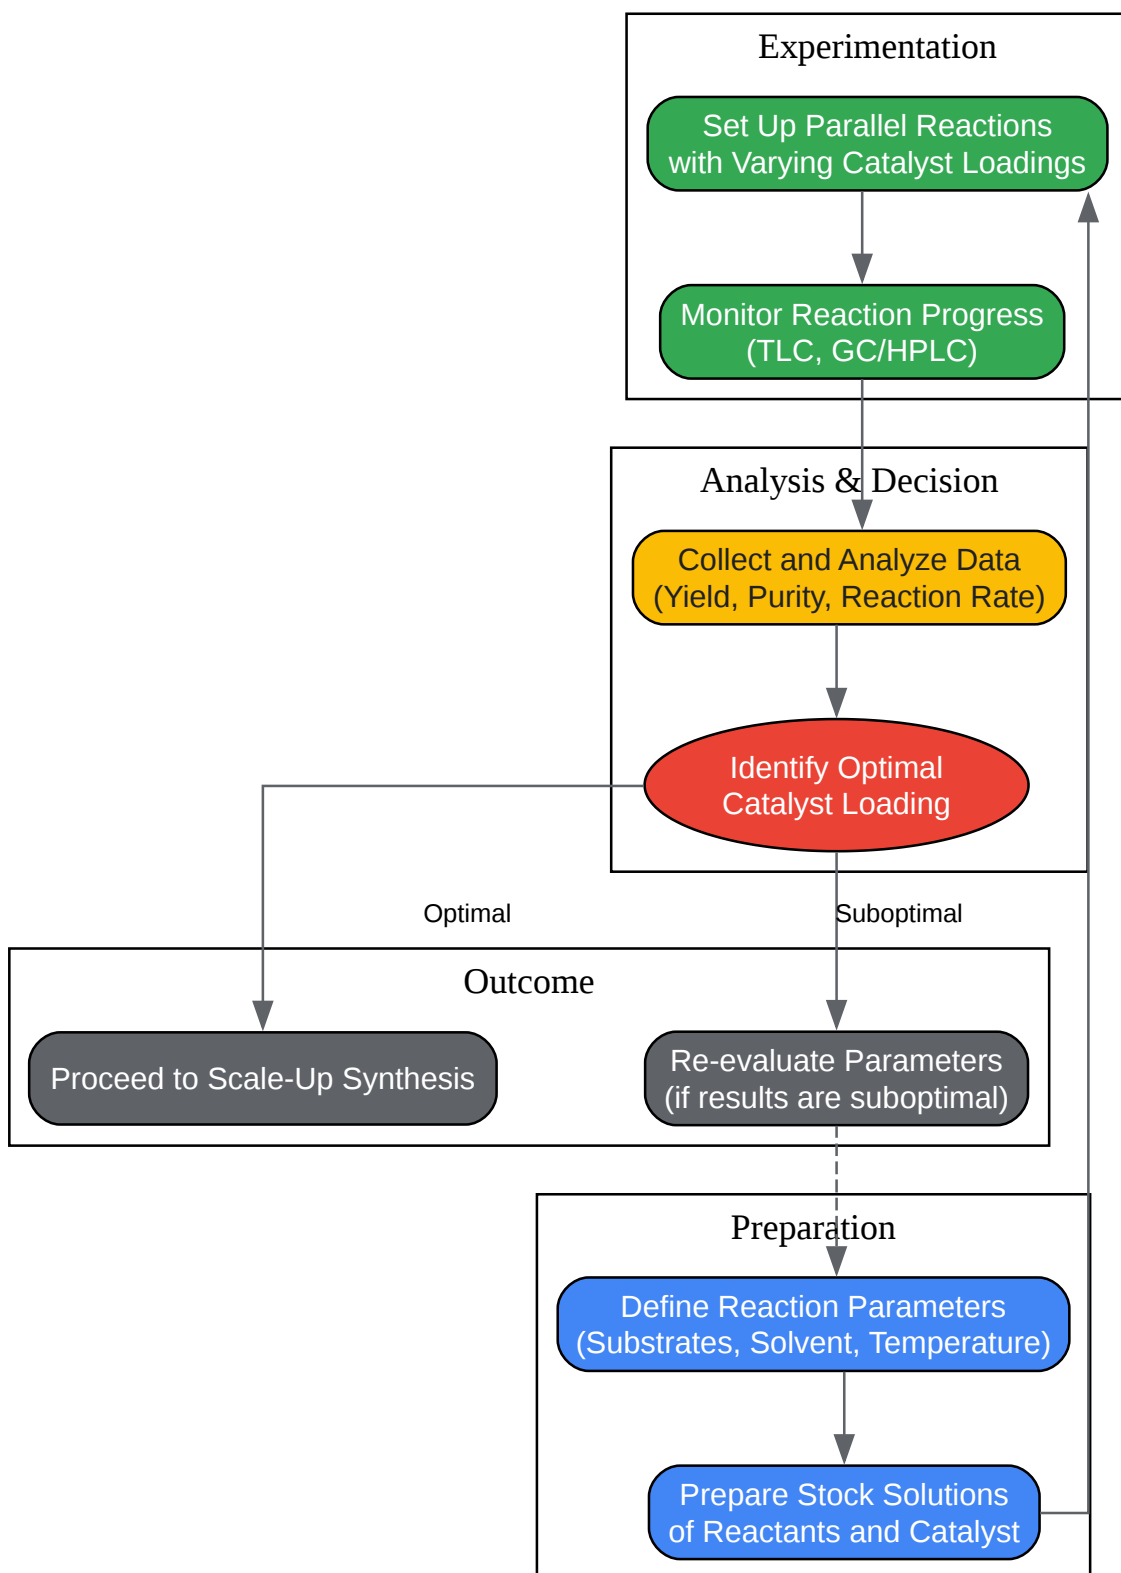 Experimentation
Set Up Parallel Reactions
with Varying Catalyst Loadings
Monitor Reaction Progress
(TLC, GC/HPLC)
Analysis & Decision
Collect and Analyze Data
(Yield, Purity, Reaction Rate)
Identify Optimal
Catalyst Loading
Optimal
Suboptimal
Outcome
Proceed to Scale-Up Synthesis
Re-evaluate Parameters
(if results are suboptimal)
Preparation
Define Reaction Parameters
(Substrates, Solvent, Temperature)
Prepare Stock Solutions
of Reactants and Catalyst